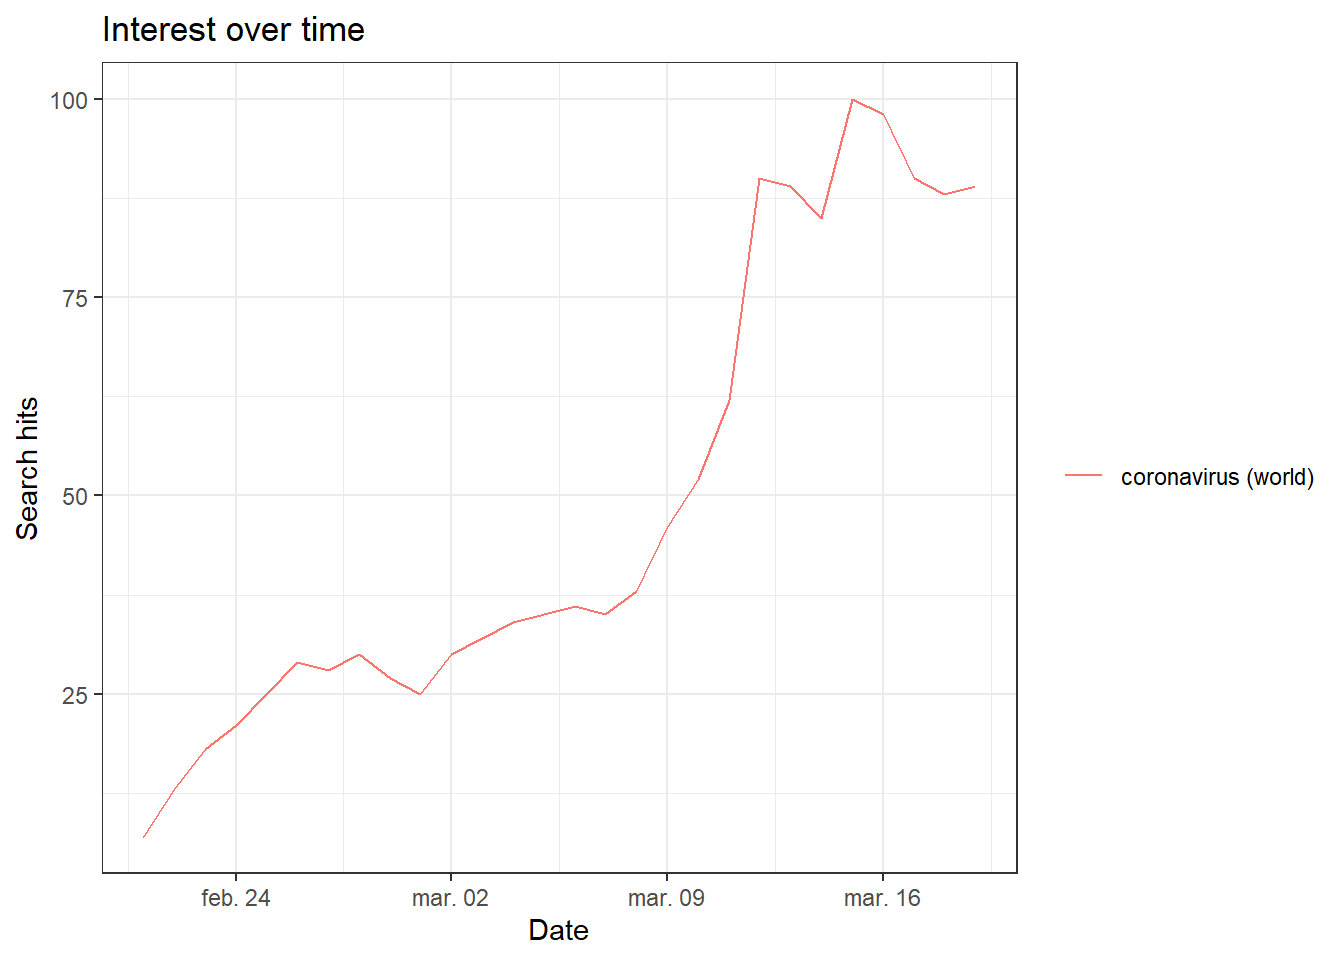 Interest over time
100
75
50
25
Search hits
feb. 24
mar. 02
mar. 09
mar. 16
Date
coronavirus (world)